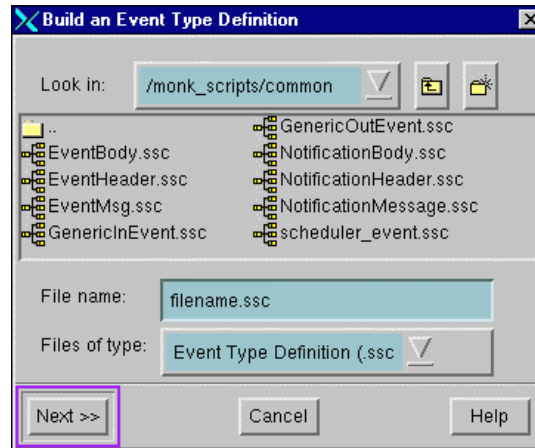 Build an Event Type Definition
Look in: /monk_scripts/common
.. GenericOutEvent.ssc
EventBody.ssc NotificationBody.ssc
EventHeader.ssc NotificationHeader.ssc
EventMsg.ssc NotificationMessage.ssc
GenericInEvent.ssc scheduler_event.ssc
File name: filename.ssc
Files of type: Event Type Definition (.ssc
Next >> Cancel Help